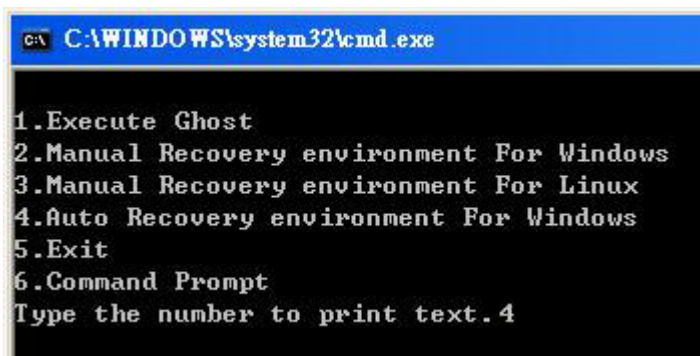 C:\WINDOWS\system32\cmd.exe
1.Execute Ghost
2.Manual Recovery environment For Windows
3.Manual Recovery environment For Linux
4.Auto Recovery environment For Windows
5.Exit
6.Command Prompt
Type the number to print text.4